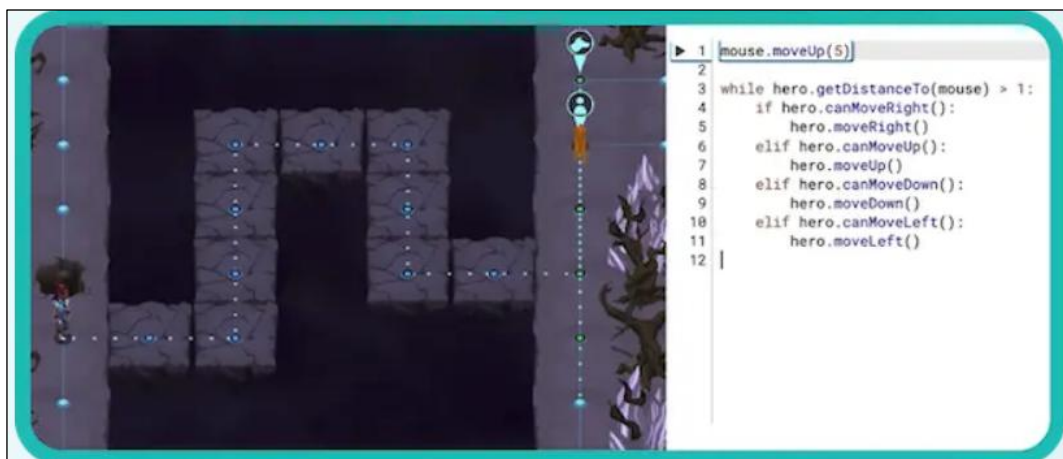 1 mouse.moveUp(5)
2
3 while hero.getDistanceTo(mouse) > 1:
4     if hero.canMoveRight():
5         hero.moveRight()
6     elif hero.canMoveUp():
7         hero.moveUp()
8     elif hero.canMoveDown():
9         hero.moveDown()
10     elif hero.canMoveLeft():
11         hero.moveLeft()
12